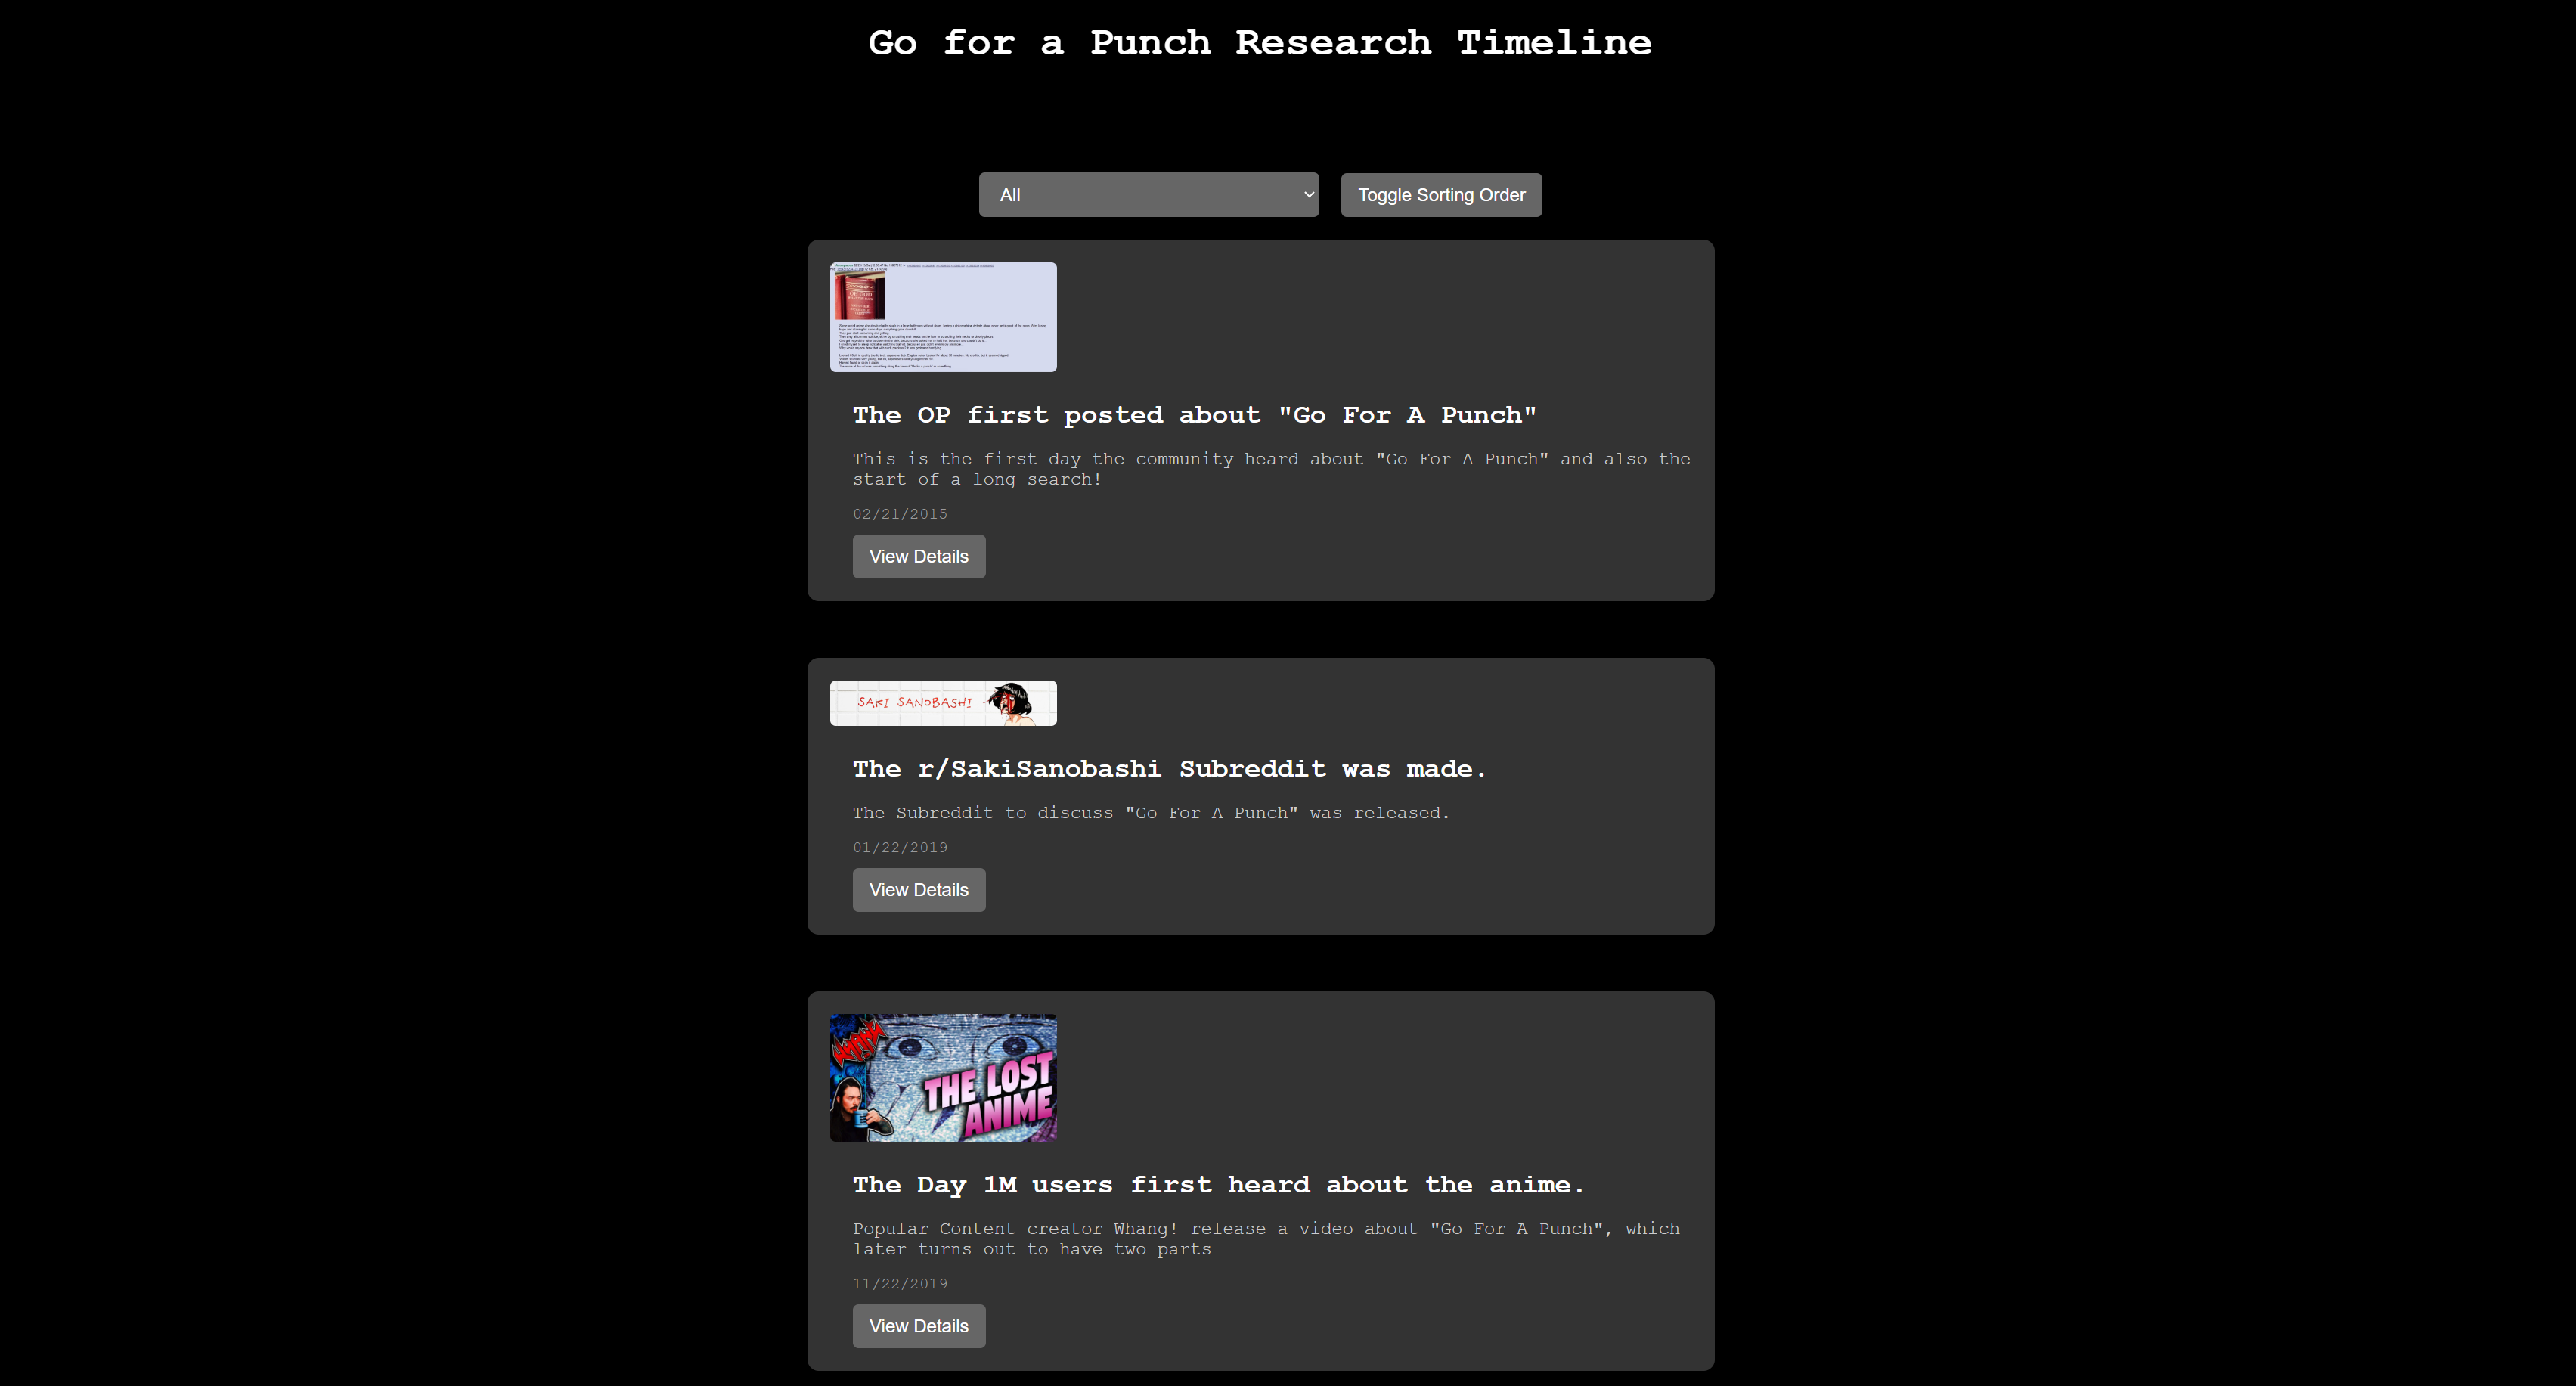 Go for a Punch Research Timeline
All
Toggle Sorting Order
The OP first posted about "Go For A Punch"
This is the first day the community heard about "Go For A Punch" and also the
start of a long search!
02/21/2015
View Details
SAKI SANOBASHI
The r/SakiSanobashi Subreddit was made.
The Subreddit to discuss "Go For A Punch" was released.
01/22/2019
View Details
THE LOST
ANIME
The Day 1M users first heard about the anime.
Popular Content creator Whang! release a video about "Go For A Punch", which
later turns out to have two parts
11/22/2019
View Details